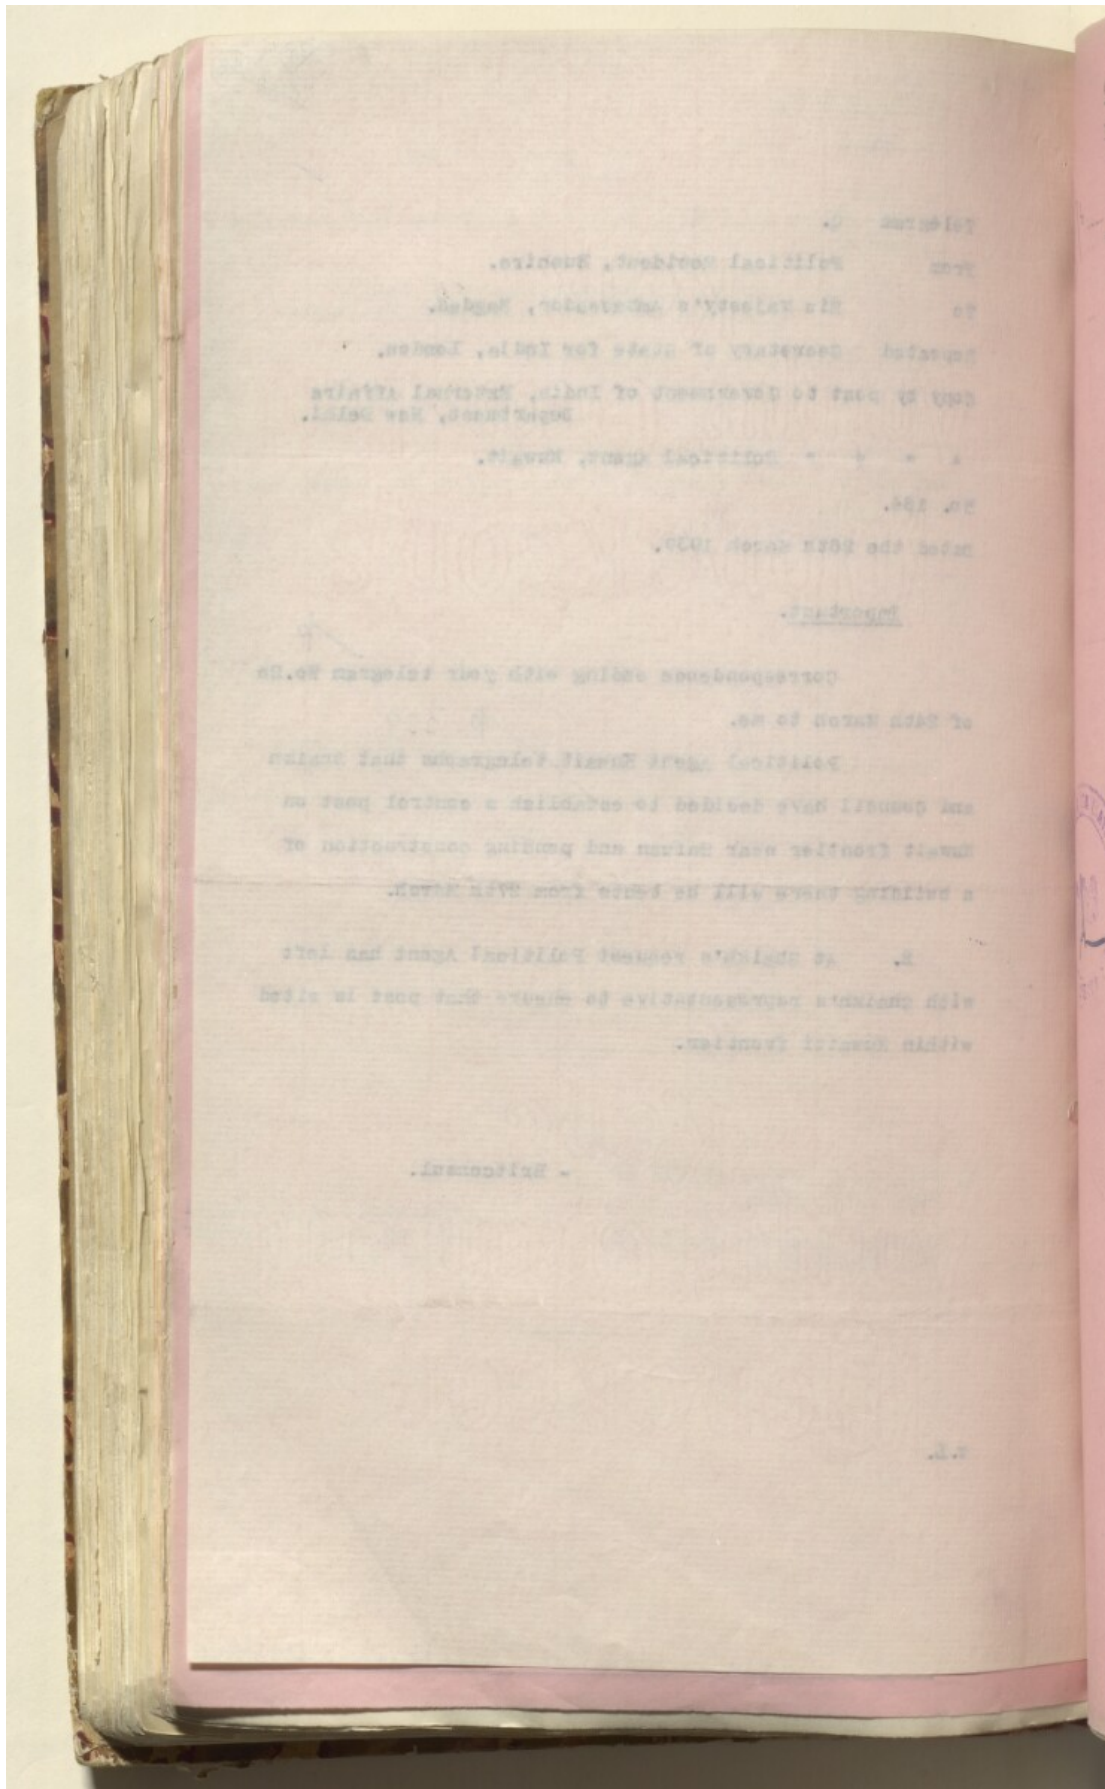 Telegram Q.
From Political Resident, Bushire.
To His Majesty's Ambassador, Bagdad.
Repeated Secretary of State for India, London.
Copy by post to Government of India, External Affairs
Department, New Delhi.
" " " " Political Agent, Kuwait.
No. 184.
Dated the 26th March 1939.
Important.
Correspondence ending with your telegram No.
of 24th March to me.
Political Agent Kuwait telegraphs that Shaikh
and council have decided to establish a control post on
Kuwait frontier near Safwan and pending construction of
a building there will be tents from 27th March.
2. At Shaikh's request Political Agent has left
with Shaikh's representative to ensure that post is sited
within Kuwaiti frontier.
- Britconsul.